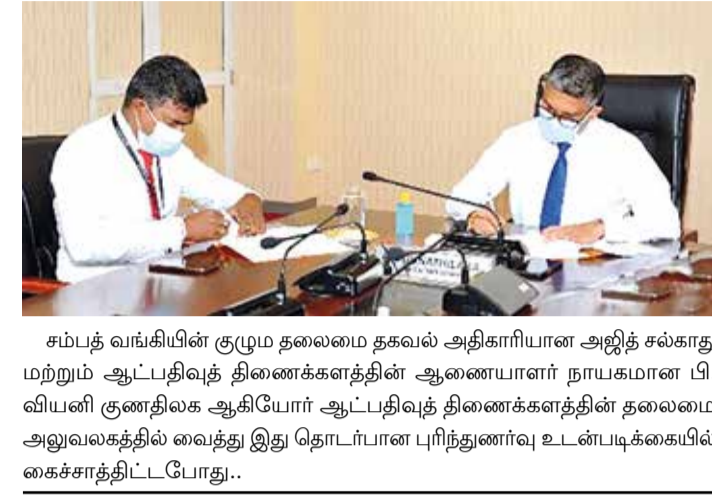 சம்பத் வங்கியின் குழும தலைமை தகவல் அதிகாரியான அஜித் சல்காது
மற்றும் ஆட்பதிவுத் திணைக்களத்தின் ஆணையாளர் நாயகமான பி
வியனி குணதிலக ஆகியோர் ஆட்பதிவுத் திணைக்களத்தின் தலைமை
அலுவலகத்தில் வைத்து இது தொடர்பான புரிந்துணர்வு உடன்படிக்கையில்
கைச்சாத்திட்டபோது..